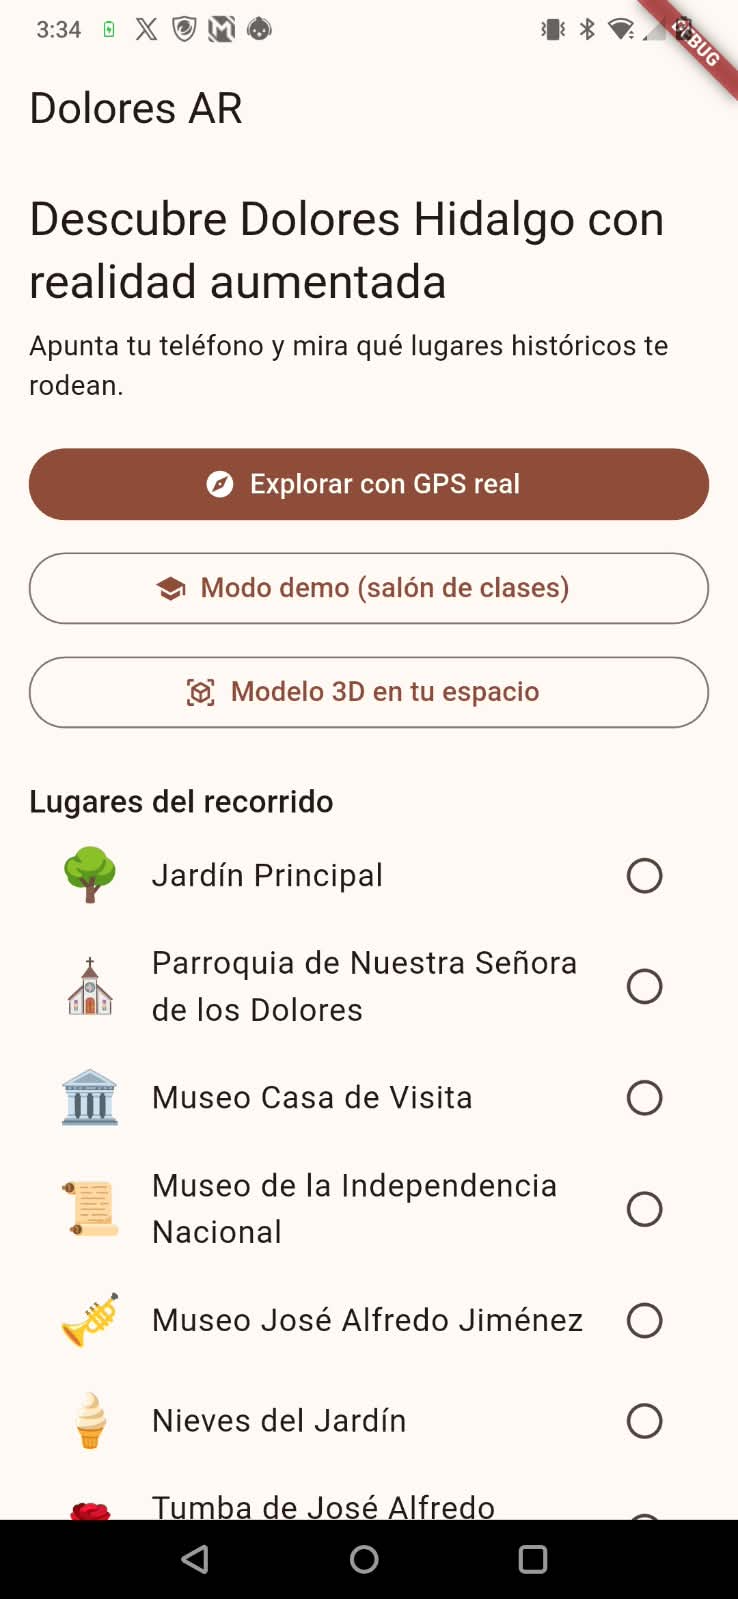 3:34
DEBUG
Dolores AR
Descubre Dolores Hidalgo con
realidad aumentada
Apunta tu teléfono y mira qué lugares históricos te
rodean.
Explorar con GPS real
Modo demo (salón de clases)
Modelo 3D en tu espacio
Lugares del recorrido
Jardín Principal
Parroquia de Nuestra Señora
de los Dolores
Museo Casa de Visita
Museo de la Independencia
Nacional
Museo José Alfredo Jiménez
Nieves del Jardín
Tumba de José Alfredo